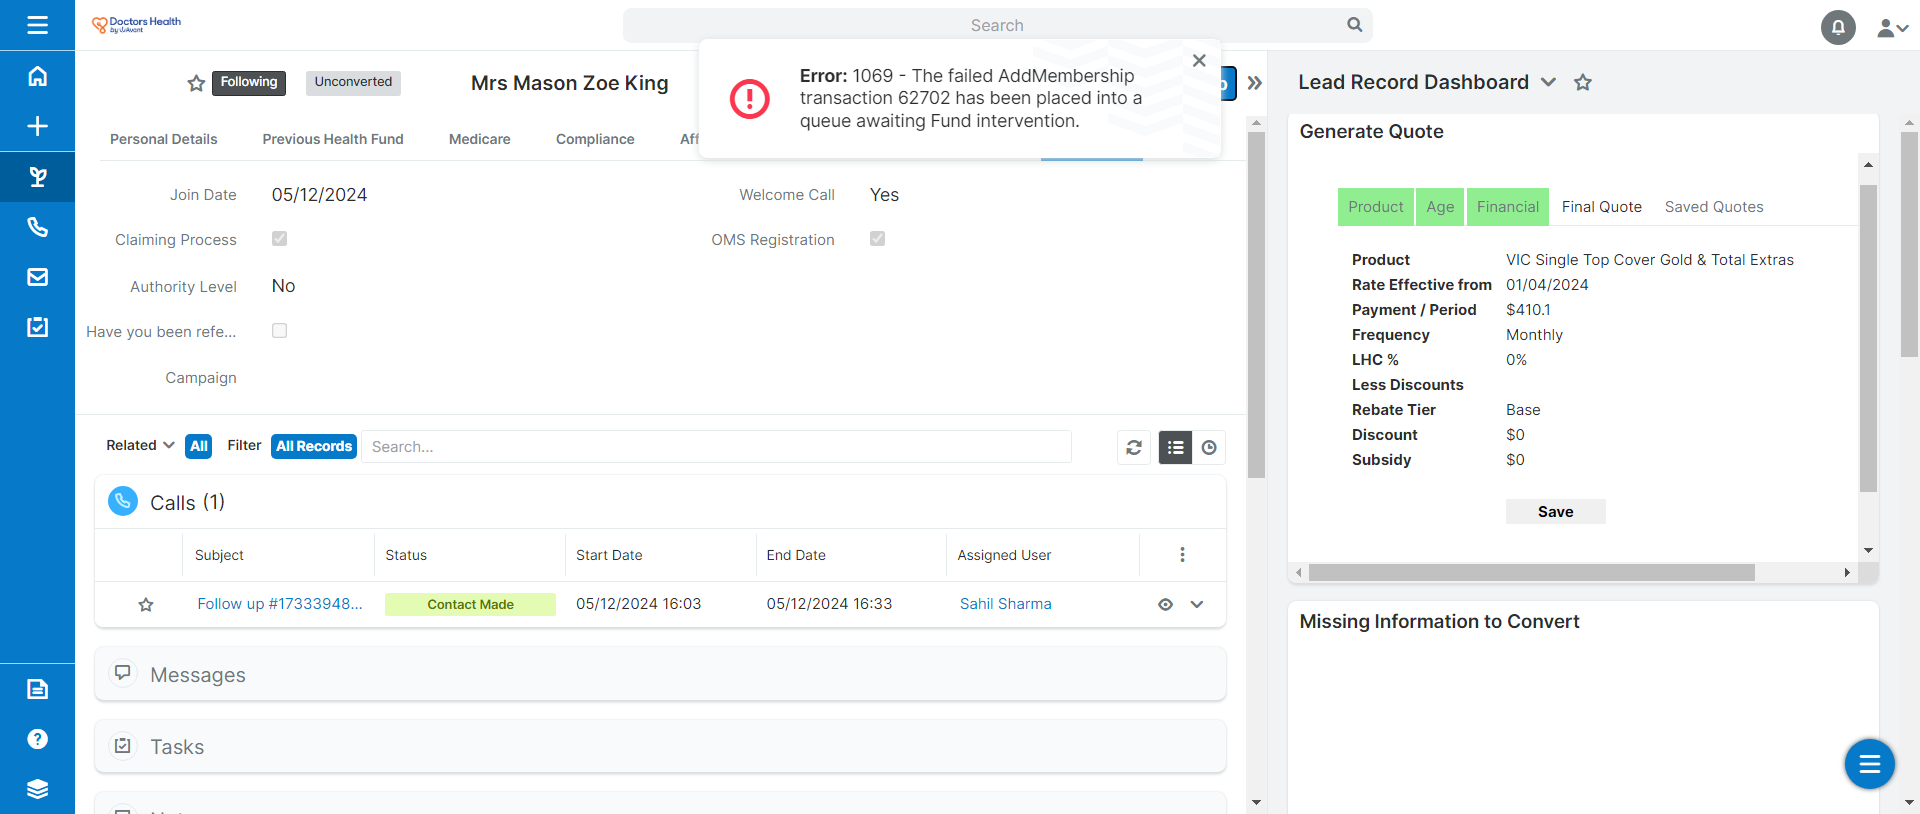 Doctors Health
by Avant
Search
Following
Unconverted
Mrs Mason Zoe King
Error: 1069 - The failed AddMembership
transaction 62702 has been placed into a
queue awaiting Fund intervention.
Lead Record Dashboard
Personal Details
Previous Health Fund
Medicare
Compliance
Join Date
05/12/2024
Welcome Call
Yes
Claiming Process
OMS Registration
Authority Level
No
Have you been refe...
Campaign
Related
All
Filter
All Records
Search...
Calls (1)
Subject
Status
Start Date
End Date
Assigned User
Follow up #17333948...
Contact Made
05/12/2024 16:03
05/12/2024 16:33
Sahil Sharma
Messages
Tasks
Generate Quote
Product
Age
Financial
Final Quote
Saved Quotes
Product VIC Single Top Cover Gold & Total Extras
Rate Effective from 01/04/2024
Payment / Period $410.1
Frequency Monthly
LHC % 0%
Less Discounts
Rebate Tier Base
Discount $0
Subsidy $0
Save
Missing Information to Convert